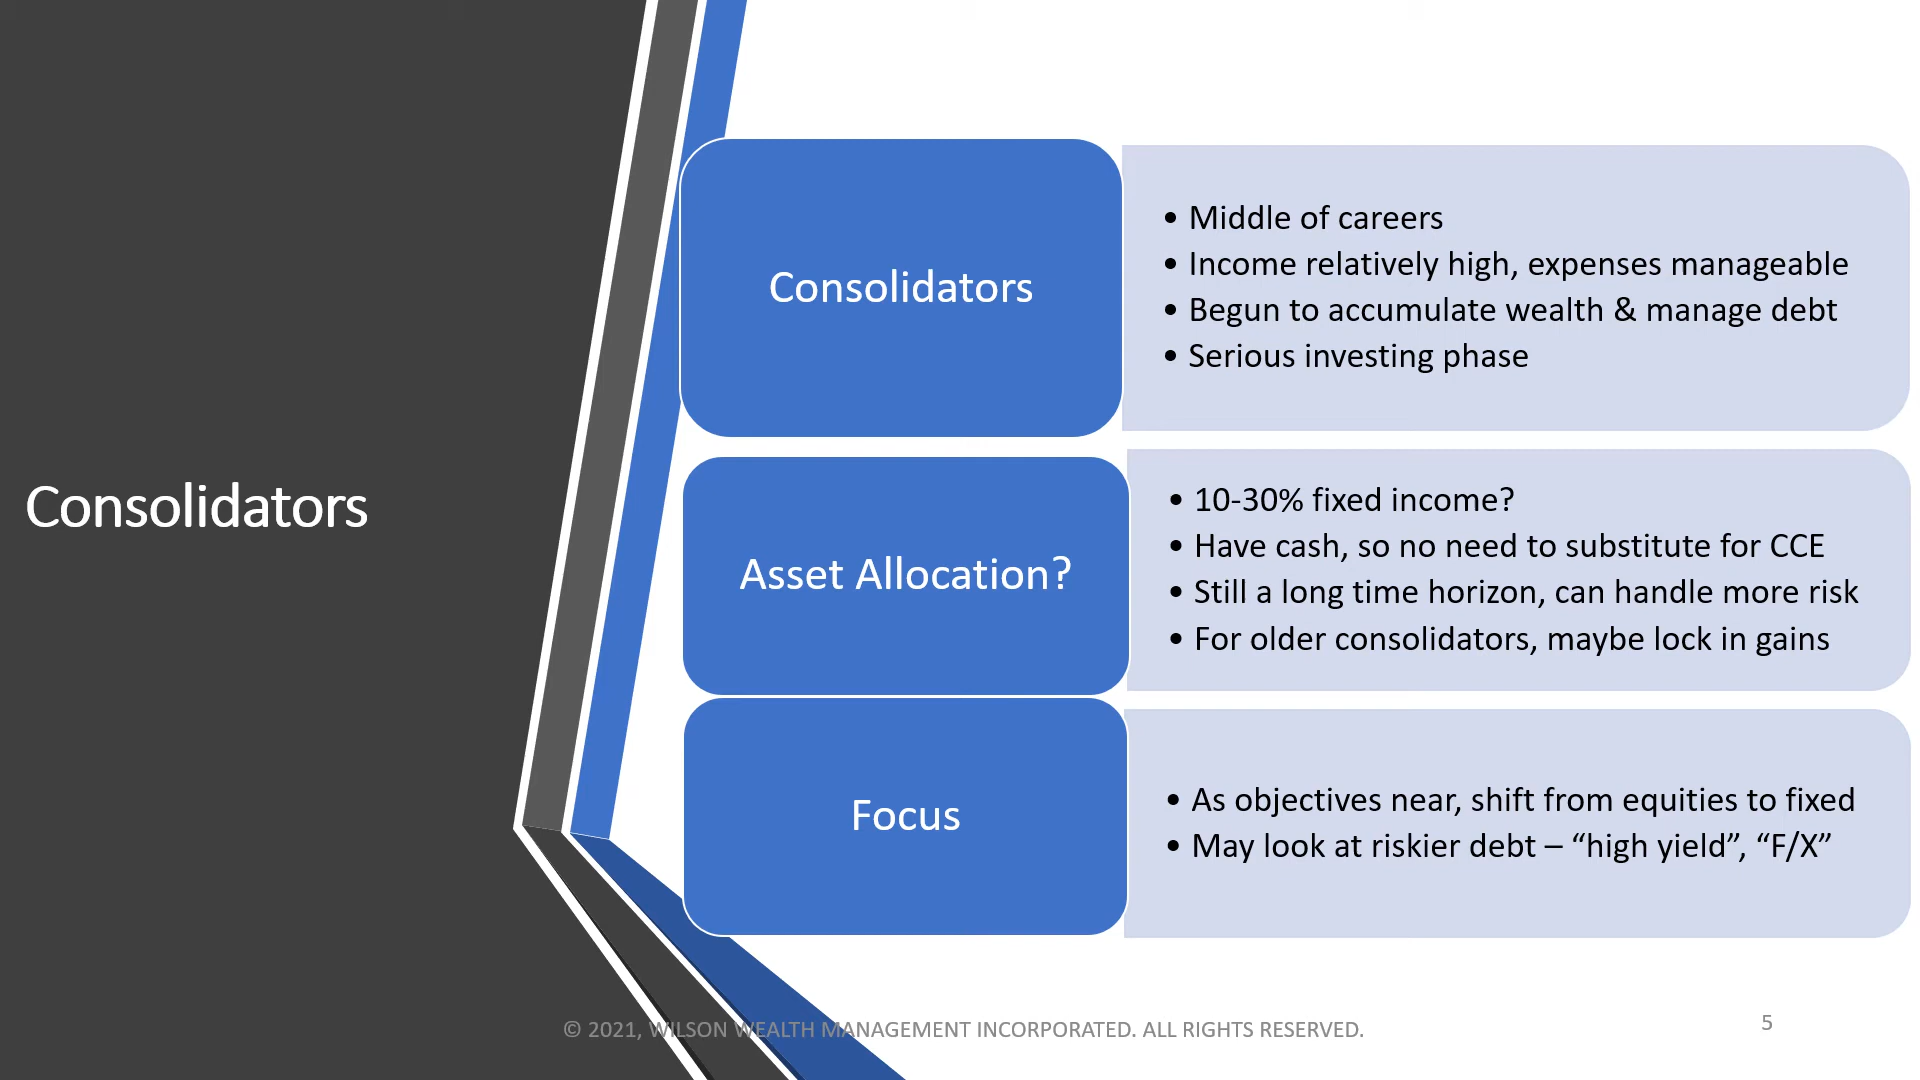 Consolidators
Consolidators
• Middle of careers
• Income relatively high, expenses manageable
• Begun to accumulate wealth & manage debt
• Serious investing phase
Asset Allocation?
• 10-30% fixed income?
• Have cash, so no need to substitute for CCE
• Still a long time horizon, can handle more risk
• For older consolidators, maybe lock in gains
Focus
• As objectives near, shift from equities to fixed
• May look at riskier debt – “high yield”, “F/X”
© 2021, WILSON WEALTH MANAGEMENT INCORPORATED. ALL RIGHTS RESERVED.
5